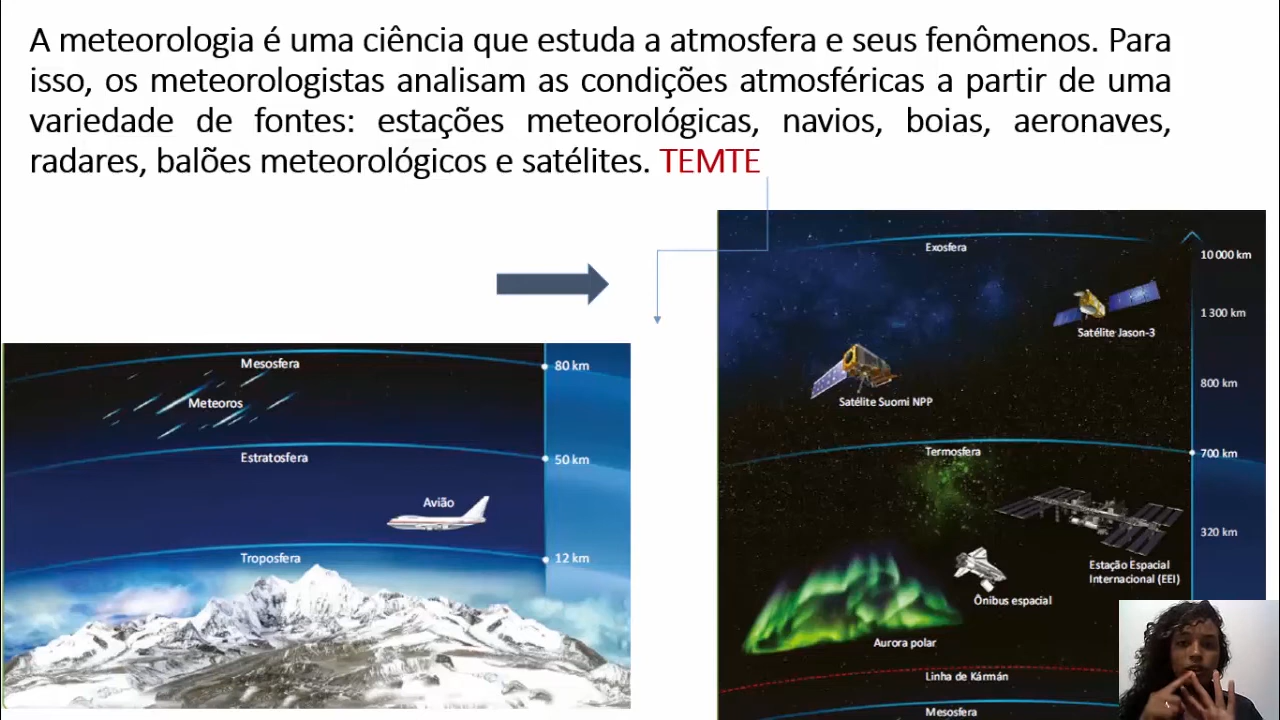 A meteorologia é uma ciência que estuda a atmosfera e seus fenômenos. Para
isso, os meteorologistas analisam as condições atmosféricas a partir de uma
variedade de fontes: estações meteorológicas, navios, boias, aeronaves,
radares, balões meteorológicos e satélites. TEMTE
Mesosfera
80 km
Meteoros
Estratosfera
50 km
Avião
Troposfera
12 km
Exosfera
10 000 km
1 300 km
Satélite Jason-3
800 km
Satélite Suomi NPP
Termosfera
700 km
320 km
Estação Espacial
Internacional (EEI)
Ônibus espacial
Aurora polar
Linha de Kármán
Mesosfera